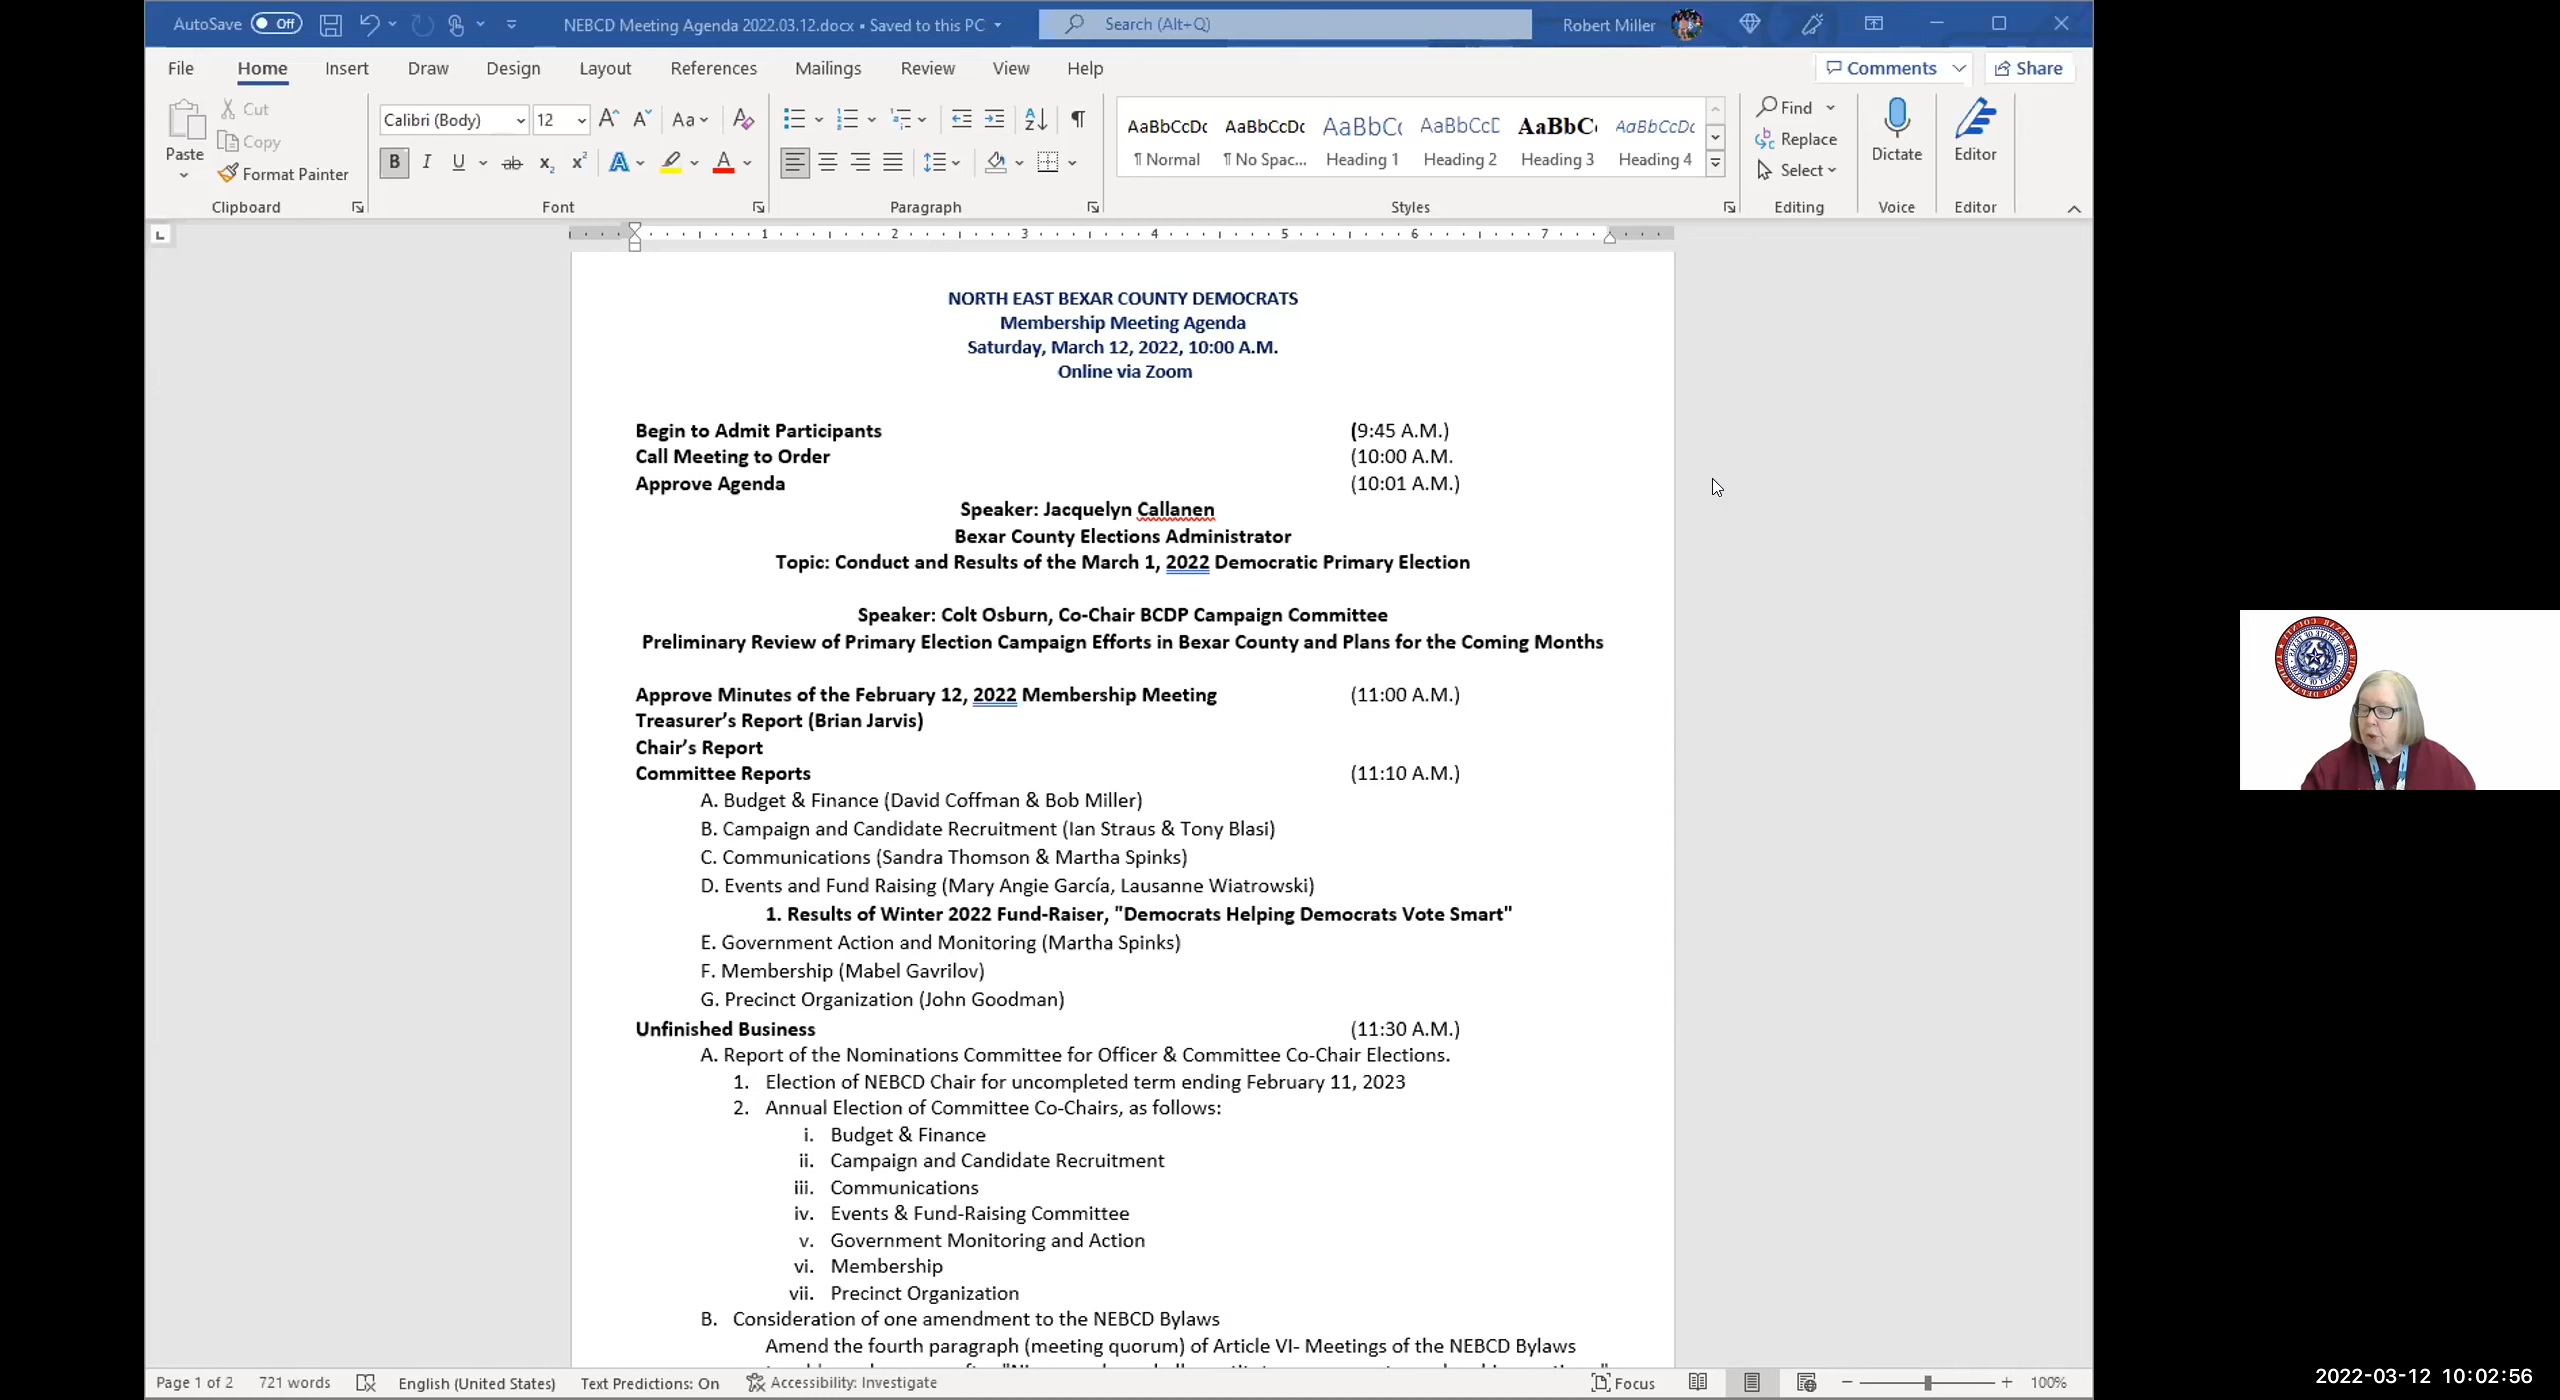 AutoSave Off NEBCD Meeting Agenda 2022.03.12.docx • Saved to this PC Search (Alt+Q) Robert Miller
File Home Insert Draw Design Layout References Mailings Review View Help Comments Share
Paste Cut Copy Format Painter
Calibri (Body) 12 Aa
B I U ab x₂ x² A A
AaBbCcDc AaBbCcDc AaBbC( AaBbCcD AaBbC( AaBbCcDc
¶ Normal ¶ No Spac... Heading 1 Heading 2 Heading 3 Heading 4
Find Replace Select
Dictate Editor
Clipboard Font Paragraph Styles Editing Voice Editor
1 2 3 4 5 6 7
NORTH EAST BEXAR COUNTY DEMOCRATS
Membership Meeting Agenda
Saturday, March 12, 2022, 10:00 A.M.
Online via Zoom
Begin to Admit Participants (9:45 A.M.)
Call Meeting to Order (10:00 A.M.
Approve Agenda (10:01 A.M.)
Speaker: Jacquelyn Callanen
Bexar County Elections Administrator
Topic: Conduct and Results of the March 1, 2022 Democratic Primary Election
Speaker: Colt Osburn, Co-Chair BCDP Campaign Committee
Preliminary Review of Primary Election Campaign Efforts in Bexar County and Plans for the Coming Months
Approve Minutes of the February 12, 2022 Membership Meeting (11:00 A.M.)
Treasurer’s Report (Brian Jarvis)
Chair’s Report
Committee Reports (11:10 A.M.)
A. Budget & Finance (David Coffman & Bob Miller)
B. Campaign and Candidate Recruitment (Ian Straus & Tony Blasi)
C. Communications (Sandra Thomson & Martha Spinks)
D. Events and Fund Raising (Mary Angie García, Lausanne Wiatrowski)
1. Results of Winter 2022 Fund-Raiser, "Democrats Helping Democrats Vote Smart"
E. Government Action and Monitoring (Martha Spinks)
F. Membership (Mabel Gavrilov)
G. Precinct Organization (John Goodman)
Unfinished Business (11:30 A.M.)
A. Report of the Nominations Committee for Officer & Committee Co-Chair Elections.
1. Election of NEBCD Chair for uncompleted term ending February 11, 2023
2. Annual Election of Committee Co-Chairs, as follows:
i. Budget & Finance
ii. Campaign and Candidate Recruitment
iii. Communications
iv. Events & Fund-Raising Committee
v. Government Monitoring and Action
vi. Membership
vii. Precinct Organization
B. Consideration of one amendment to the NEBCD Bylaws
Amend the fourth paragraph (meeting quorum) of Article VI- Meetings of the NEBCD Bylaws
Page 1 of 2 721 words English (United States) Text Predictions: On Accessibility: Investigate Focus 100%
2022-03-12 10:02:56